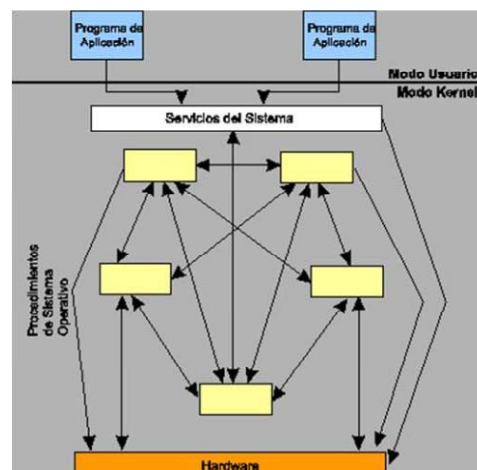 Programa de
Aplicación
Programa de
Aplicación
Modo Usuario
Modo Kernel
Servicios del Sistema
Procedimientos
de Sistema
Operativo
Hardware